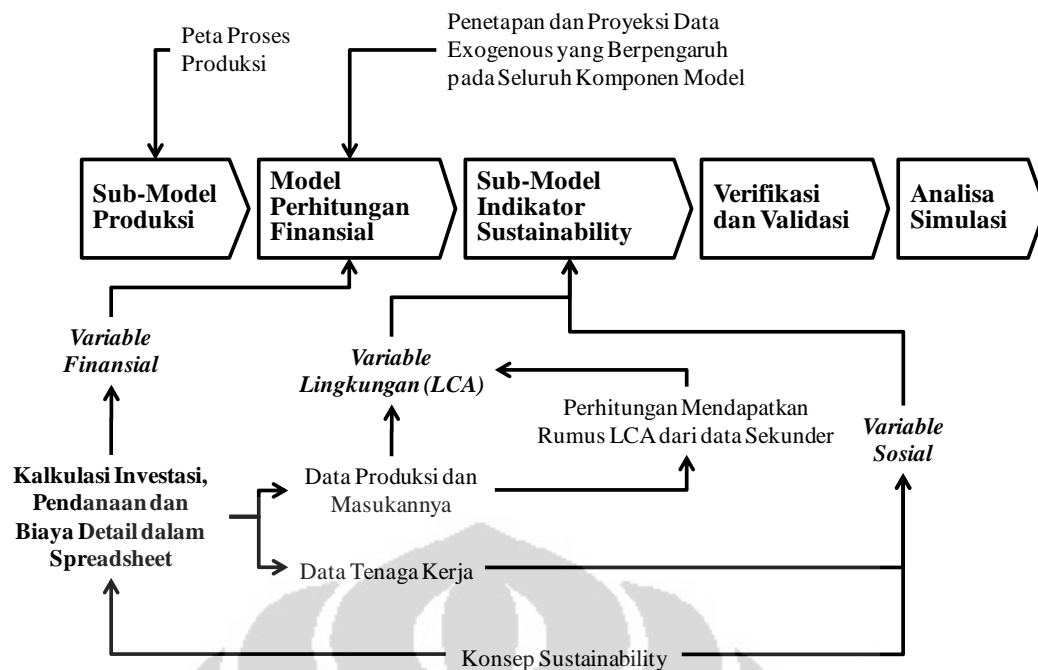 Peta Proses
Produksi
Penetapan dan Proyeksi Data
Exogenous yang Berpengaruh
pada Seluruh Komponen Model
Sub-Model
Produksi
Model
Perhitungan
Finansial
Sub-Model
Indikator
Sustainability
Verifikasi
dan Validasi
Analisa
Simulasi
Variable
Finansial
Variable
Lingkungan (LCA)
Perhitungan Mendapatkan
Rumus LCA dari data Sekunder
Variable
Sosial
Kalkulasi Investasi,
Pendanaan dan
Biaya Detail dalam
Spreadsheet
Data Produksi dan
Masukannya
Data Tenaga Kerja
Konsep Sustainability